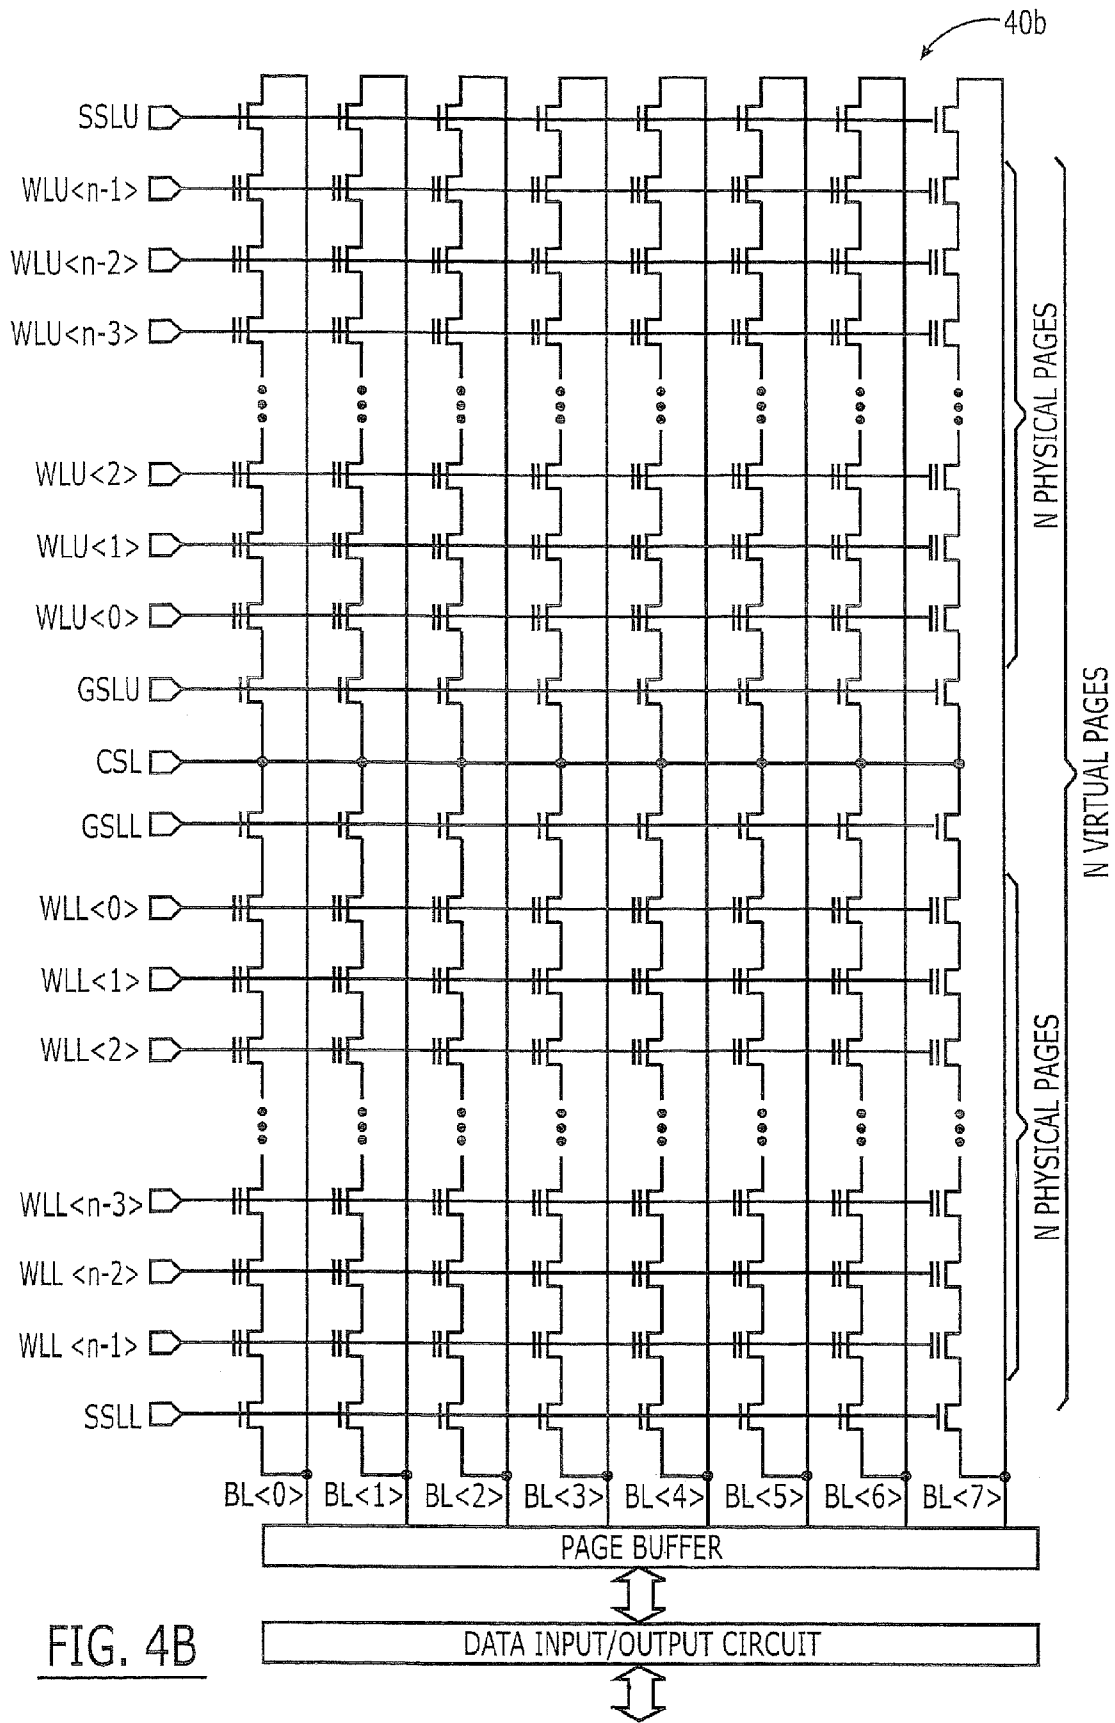 40b
SSLU
WLU<n-1>
WLU<n-2>
WLU<n-3>
WLU<2>
WLU<1>
WLU<0>
GSLU
CSL
GSLL
WLL<0>
WLL<1>
WLL<2>
WLL<n-3>
WLL <n-2>
WLL <n-1>
SSLL
N PHYSICAL PAGES
N VIRTUAL PAGES
N PHYSICAL PAGES
BL<0> BL<1> BL<2> BL<3> BL<4> BL<5> BL<6> BL<7>
PAGE BUFFER
DATA INPUT/OUTPUT CIRCUIT
FIG. 4B